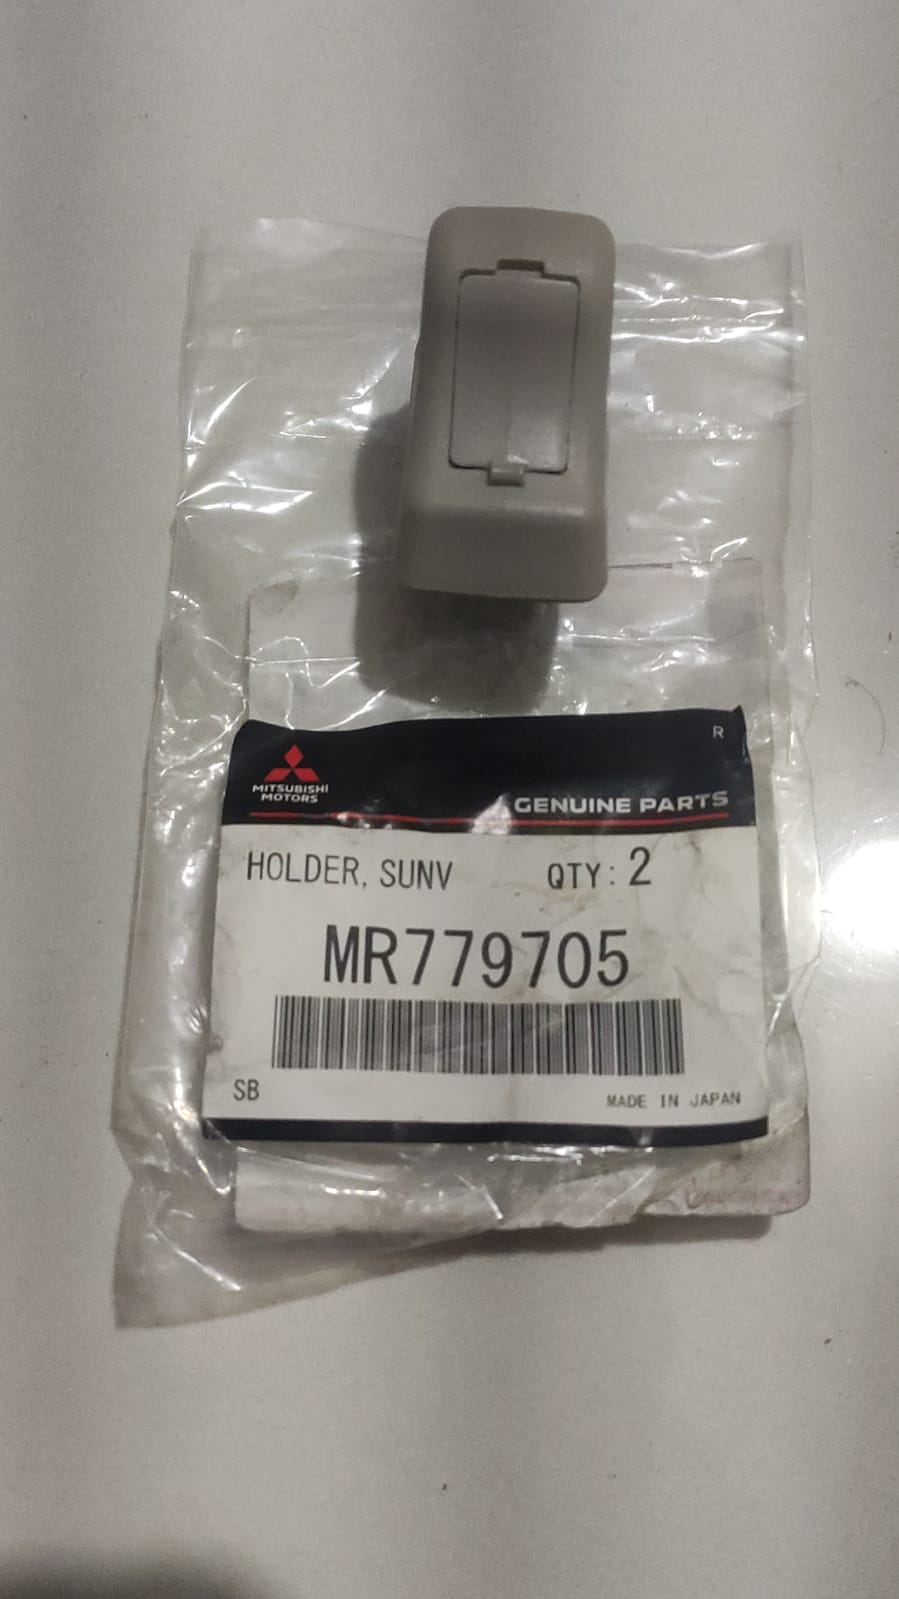 R
MITSUBISHI
MOTORS
GENUINE PARTS
HOLDER, SUNV QTY: 2
MR779705
SB MADE IN JAPAN